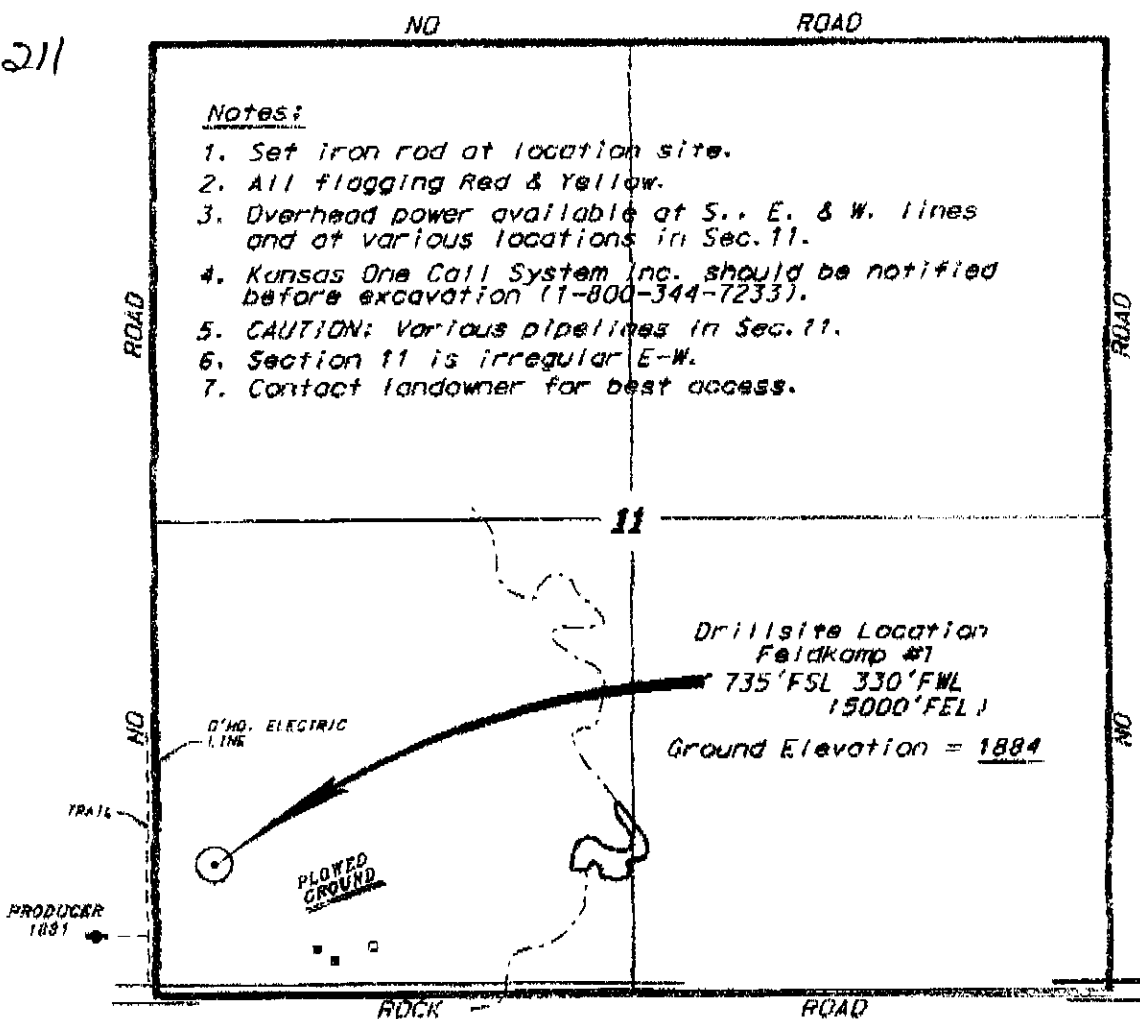 211
NO ROAD
Notes:
1. Set iron rod at location site.
2. All flagging Red & Yellow.
3. Overhead power available at S., E. & W. lines
and at various locations in Sec. 11.
4. Kansas One Call System Inc. should be notified
before excavation (1-800-344-7233).
5. CAUTION: Various pipelines in Sec. 11.
6. Section 11 is irregular E-W.
7. Contact landowner for best access.
ROAD
ROAD
11
Drillsite Location
Feldkamp #1
735'FSL 330'FWL
(5000'FEL)
Ground Elevation = 1884
NO
NO
O'HD. ELECTRIC
LINE
TRAIL
PLOWED
GROUND
PRODUCER
1881
ROCK ROAD